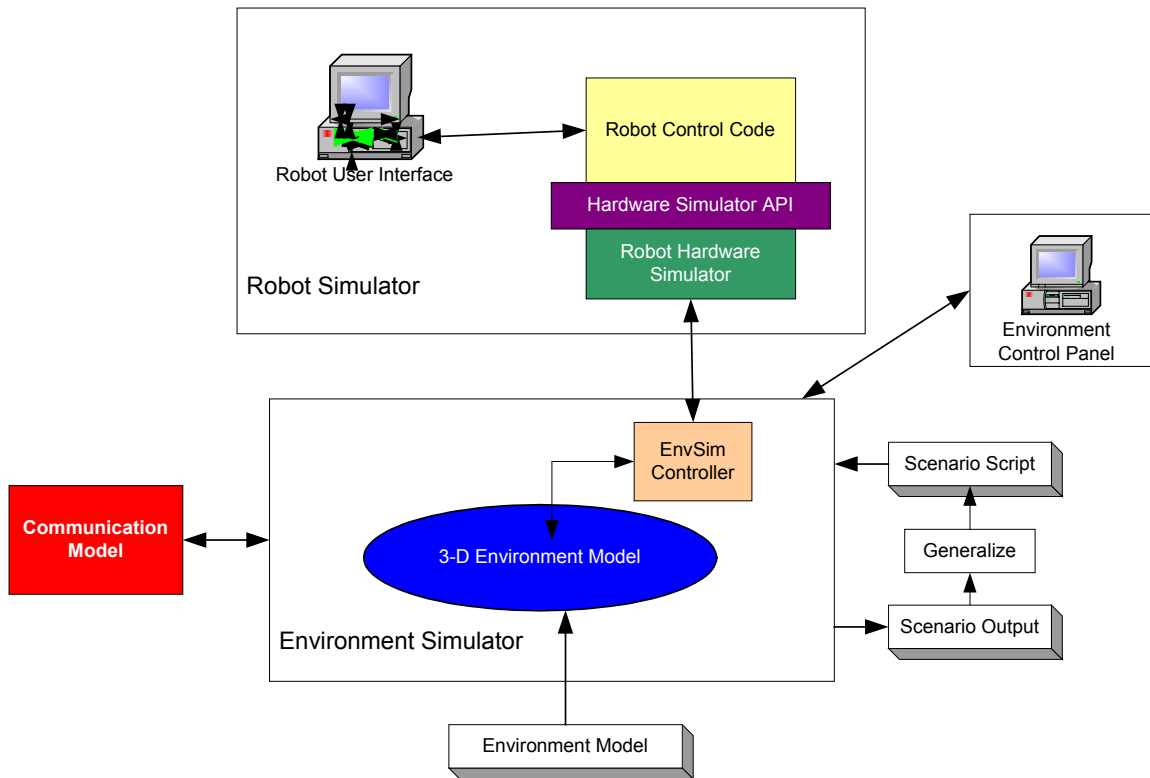 Robot User Interface
Robot Control Code
Hardware Simulator API
Robot Hardware
Simulator
Robot Simulator
Environment
Control Panel
EnvSim
Controller
Scenario Script
Communication
Model
3-D Environment Model
Generalize
Scenario Output
Environment Simulator
Environment Model